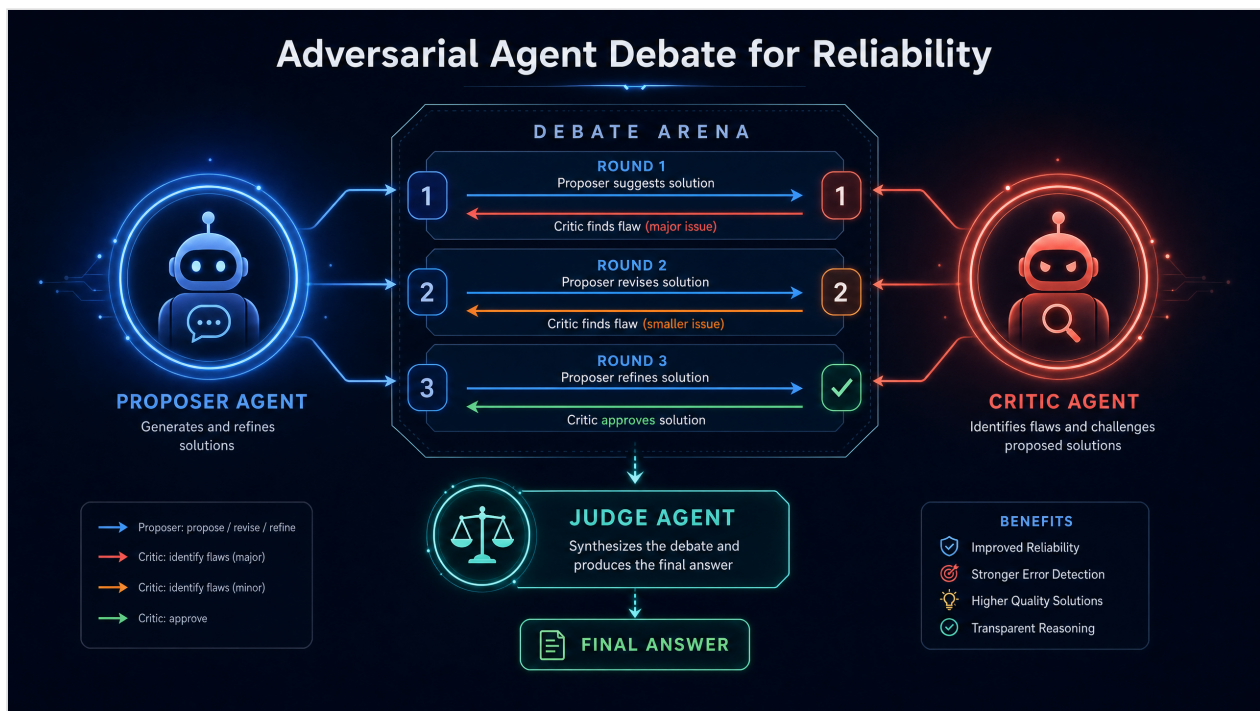 Adversarial Agent Debate for Reliability
DEBATE ARENA
ROUND 1
Proposer suggests solution
1
1
Critic finds flaw (major issue)
ROUND 2
Proposer revises solution
2
2
Critic finds flaw (smaller issue)
ROUND 3
Proposer refines solution
3
Critic approves solution
PROPOSER AGENT
Generates and refines
solutions
CRITIC AGENT
Identifies flaws and challenges
proposed solutions
Proposer: propose / revise / refine
Critic: identify flaws (major)
Critic: identify flaws (minor)
Critic: approve
JUDGE AGENT
Synthesizes the debate and
produces the final answer
FINAL ANSWER
BENEFITS
Improved Reliability
Stronger Error Detection
Higher Quality Solutions
Transparent Reasoning